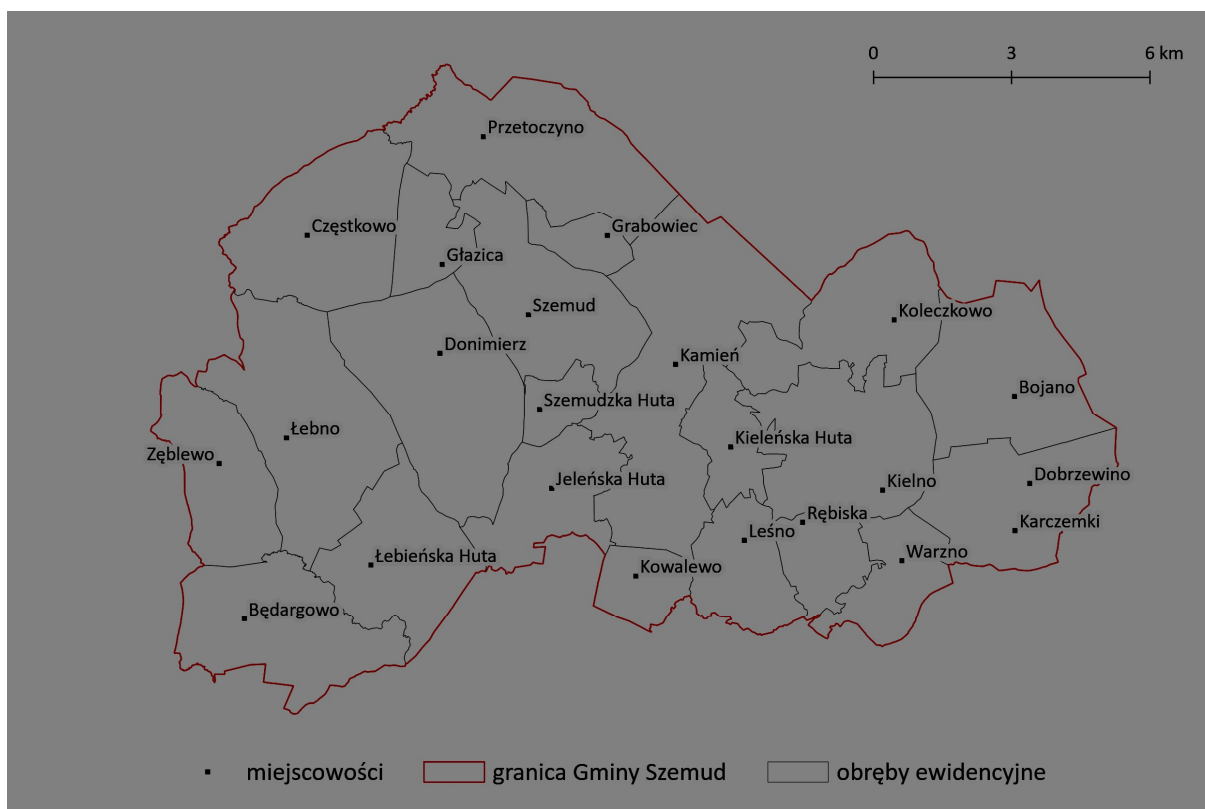 0 3 6 km
Przetoczyno
Częstkowo
Grabowiec
Głazica
Szemud
Koleczkowo
Donimierz
Kamień
Bojano
Szemudzka Huta
Łebno
Kieleńska Huta
Zęblewo
Jeleńska Huta
Kielno
Dobrzewino
Rębiska
Karczemki
Leśno
Łebieńska Huta
Warzno
Kowalewo
Będargowo
miejscowości granica Gminy Szemud obręby ewidencyjne